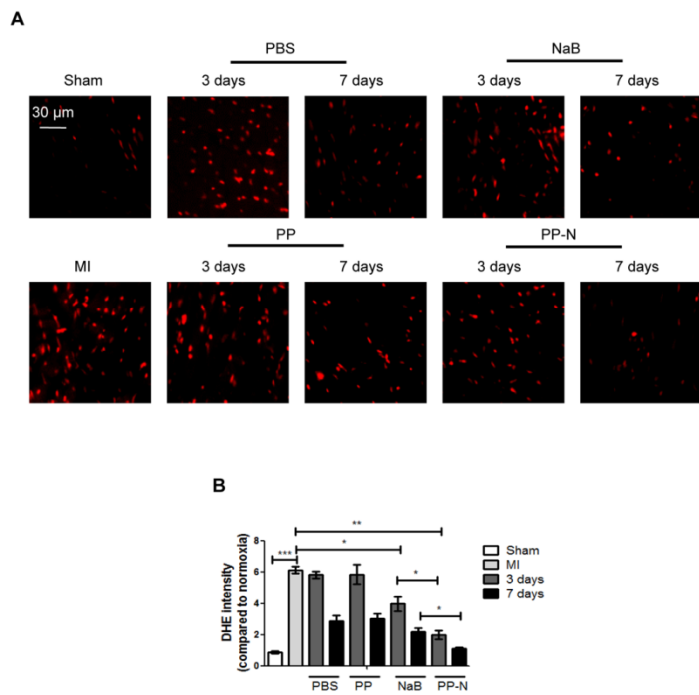 A
PBS NaB
Sham 3 days 7 days 3 days 7 days
30 μm
PP PP-N
MI 3 days 7 days 3 days 7 days
B
** 
*
***
*
*
8
6
4
2
0
DHE intensity
(compared to normoxia)
Sham
MI
3 days
7 days
PBS PP NaB PP-N